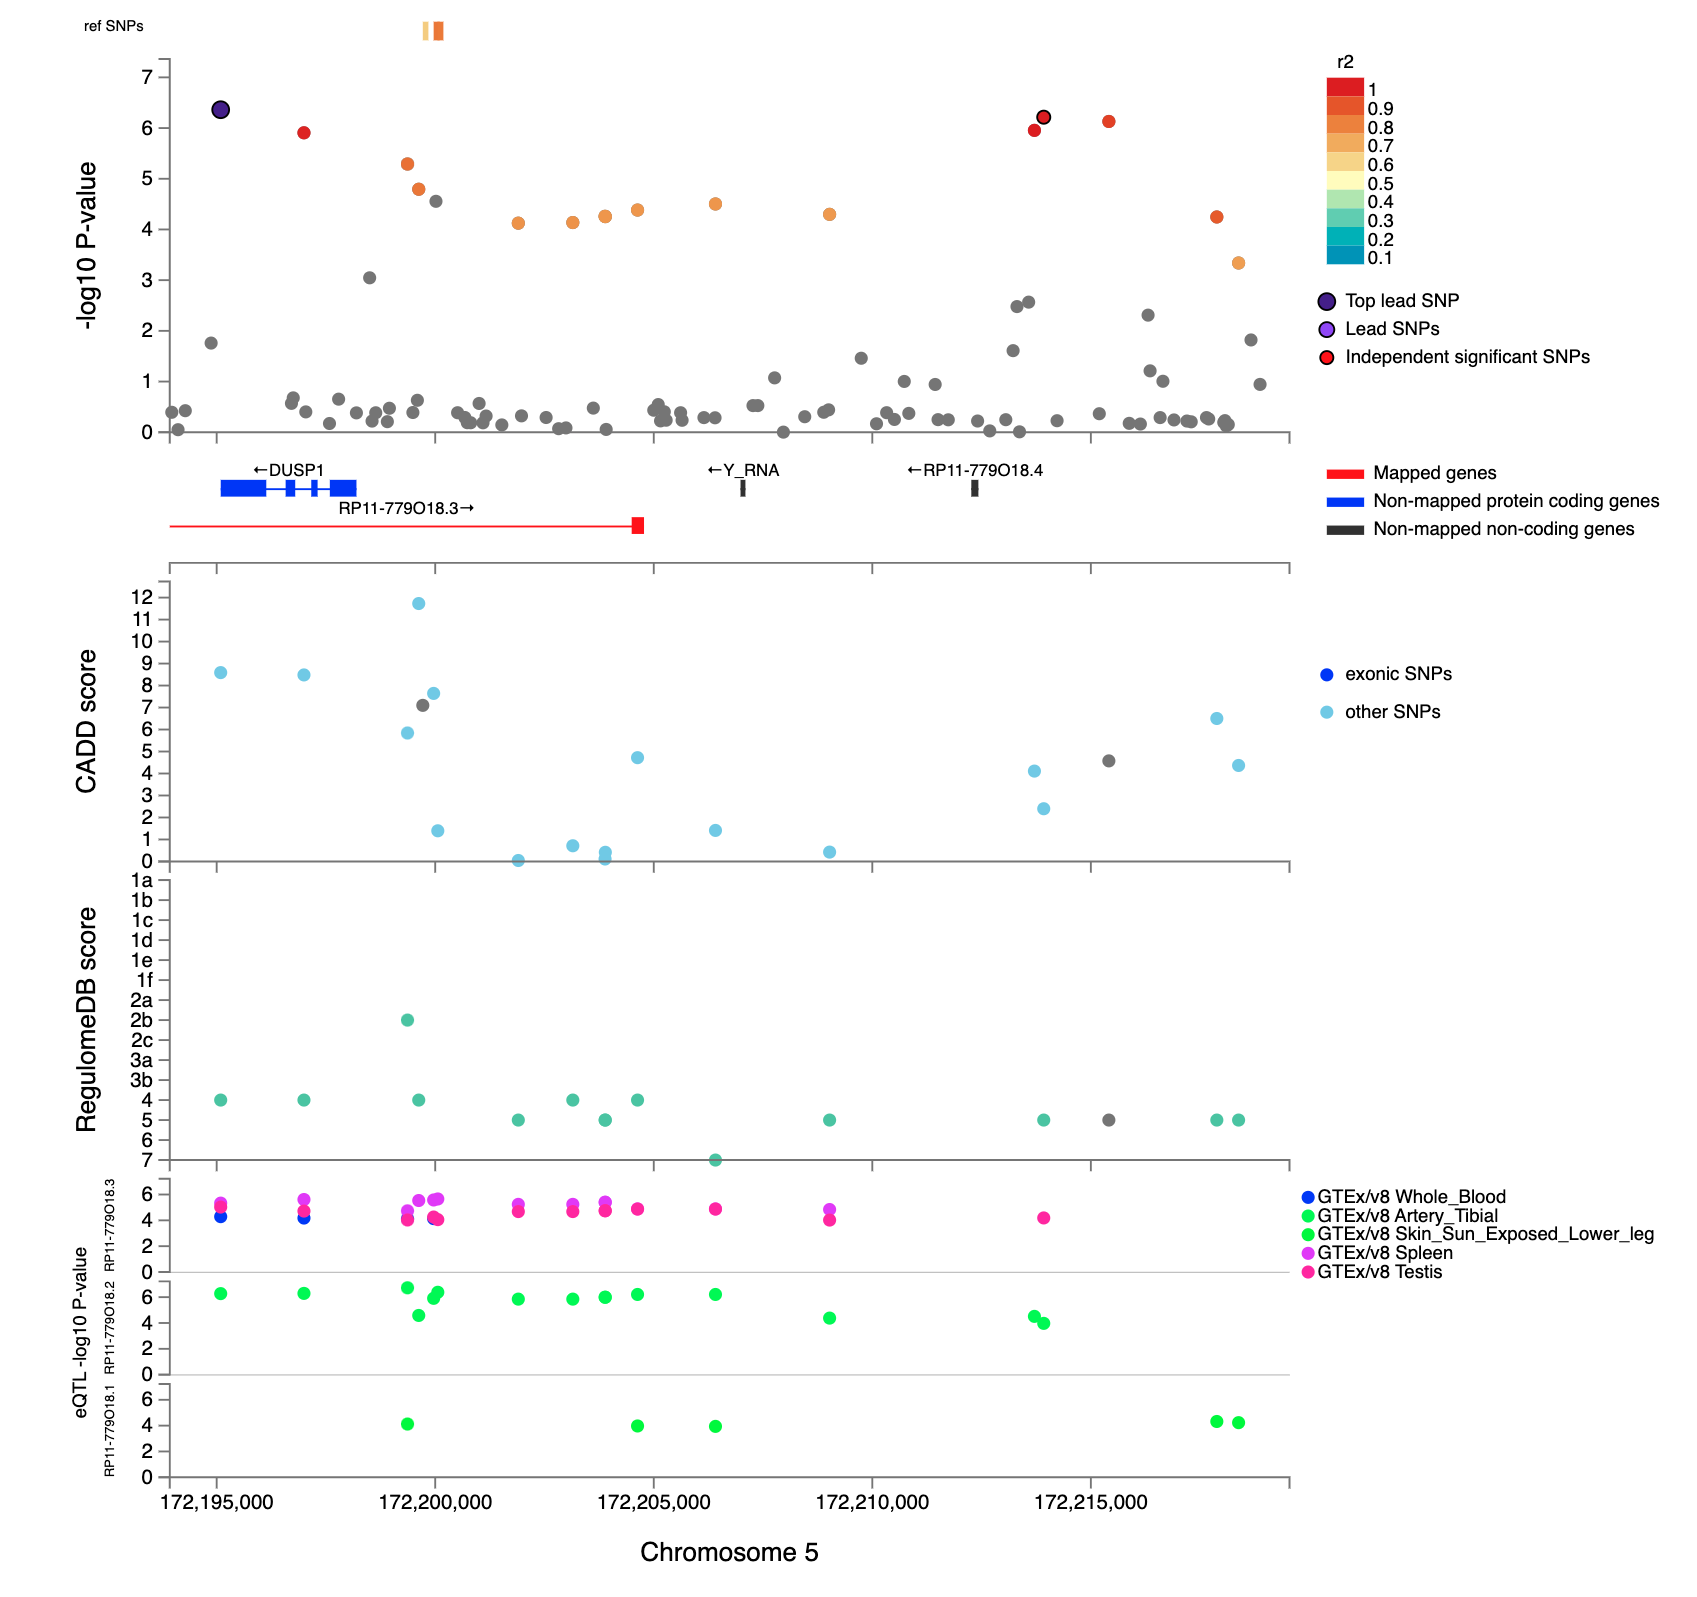 ref SNPs
7
6
5
4
3
2
1
0
-log10 P-value
r2
1
0.9
0.8
0.7
0.6
0.5
0.4
0.3
0.2
0.1
Top lead SNP
Lead SNPs
Independent significant SNPs
←DUSP1
←Y_RNA
←RP11-779O18.4
RP11-779O18.3→
Mapped genes
Non-mapped protein coding genes
Non-mapped non-coding genes
12
11
10
9
8
7
6
5
4
3
2
1
0
CADD score
exonic SNPs
other SNPs
1a
1b
1c
1d
1e
1f
2a
2b
2c
3a
3b
4
5
6
7
RegulomeDB score
6
4
2
0
RP11-779O18.3
GTEx/v8 Whole_Blood
GTEx/v8 Artery_Tibial
GTEx/v8 Skin_Sun_Exposed_Lower_leg
GTEx/v8 Spleen
GTEx/v8 Testis
eQTL -log10 P-value
6
4
2
0
RP11-779O18.2
6
4
2
0
RP11-779O18.1
172,195,000 172,200,000 172,205,000 172,210,000 172,215,000
Chromosome 5